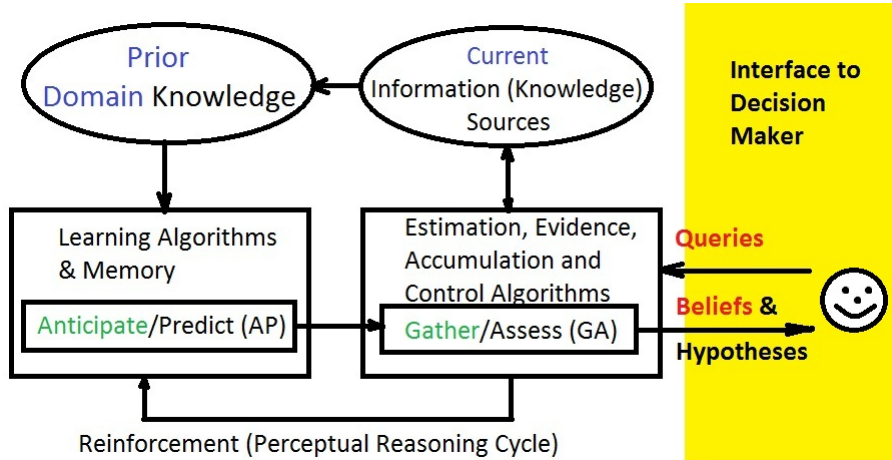 Prior
Domain Knowledge
Current
Information (Knowledge)
Sources
Interface to
Decision
Maker
Learning Algorithms
& Memory
Anticipate/Predict (AP)
Estimation, Evidence,
Accumulation and
Control Algorithms
Gather/Assess (GA)
Queries
Beliefs &
Hypotheses
Reinforcement (Perceptual Reasoning Cycle)